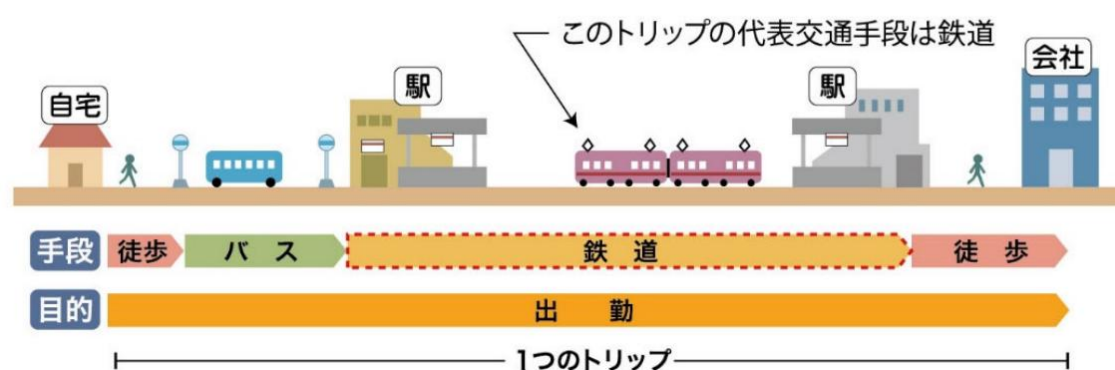 このトリップの代表交通手段は鉄道
自宅
駅
駅
会社
手段 徒歩 バス 鉄道 徒歩
目的 出勤
1つのトリップ